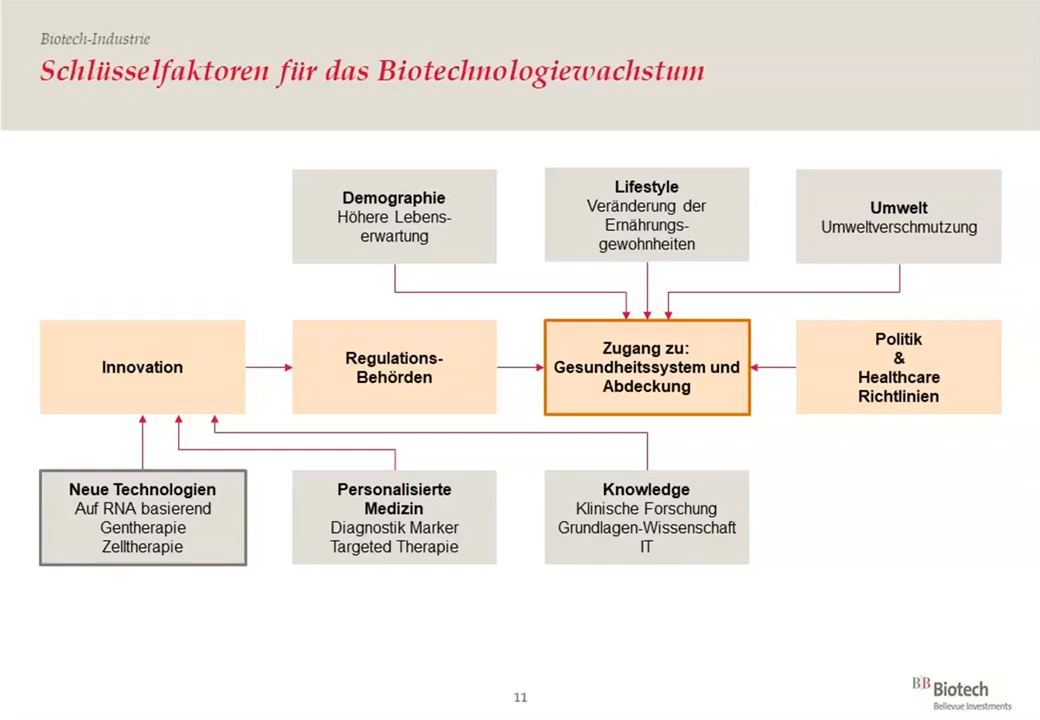 Biotech-Industrie
Schlüsselfaktoren für das Biotechnologiewachstum
Demographie
Höhere Lebens-
erwartung
Lifestyle
Veränderung der
Ernährungs-
gewohnheiten
Umwelt
Umweltverschmutzung
Innovation
Regulations-
Behörden
Zugang zu:
Gesundheitssystem und
Abdeckung
Politik
&
Healthcare
Richtlinien
Neue Technologien
Auf RNA basierend
Gentherapie
Zelltherapie
Personalisierte
Medizin
Diagnostik Marker
Targeted Therapie
Knowledge
Klinische Forschung
Grundlagen-Wissenschaft
IT
11
BB Biotech
Bellevue Investments